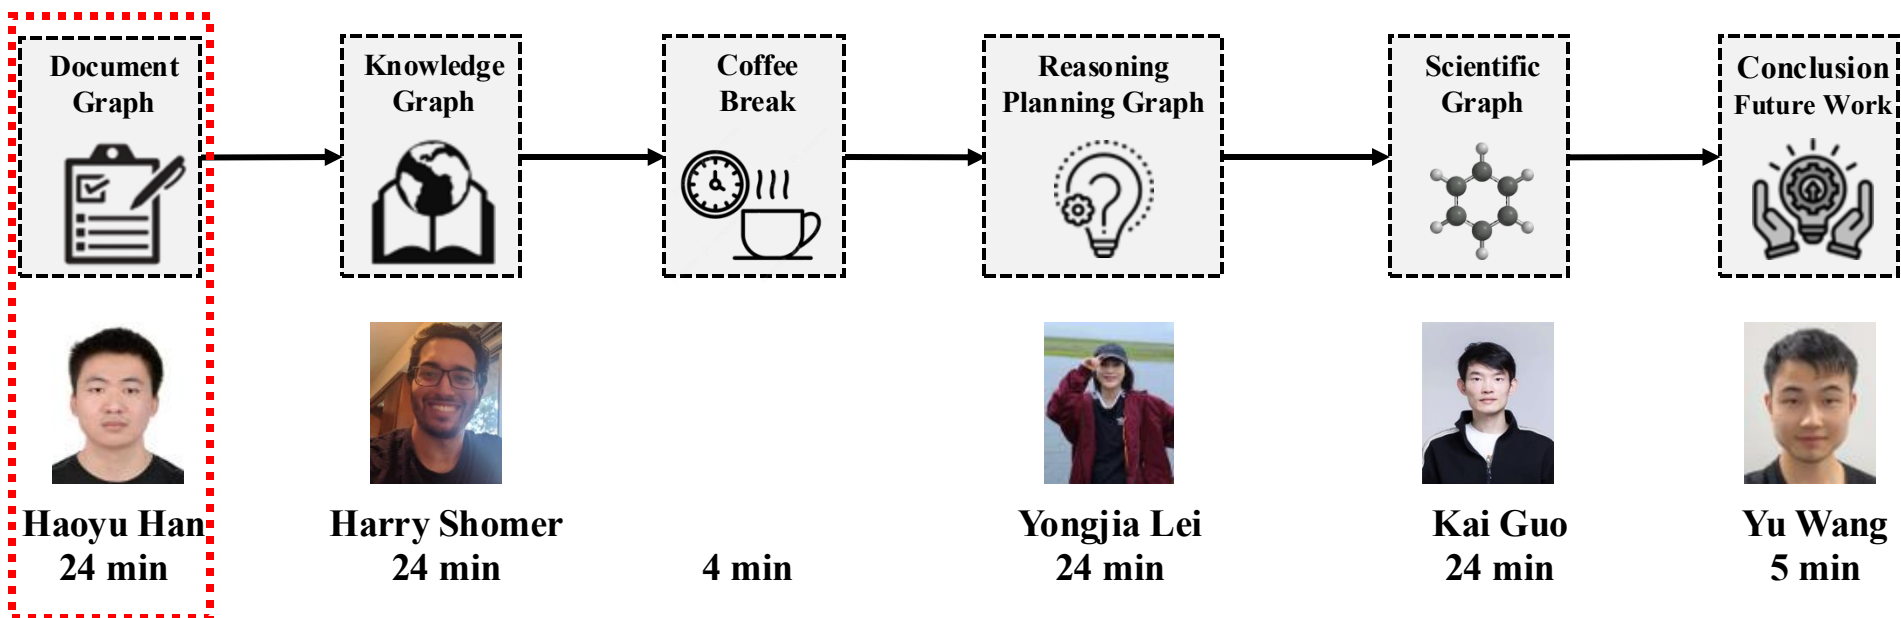 Document
Graph
Knowledge
Graph
Coffee
Break
Reasoning
Planning Graph
Scientific
Graph
Conclusion
Future Work
Haoyu Han
24 min
Harry Shomer
24 min
4 min
Yongjia Lei
24 min
Kai Guo
24 min
Yu Wang
5 min